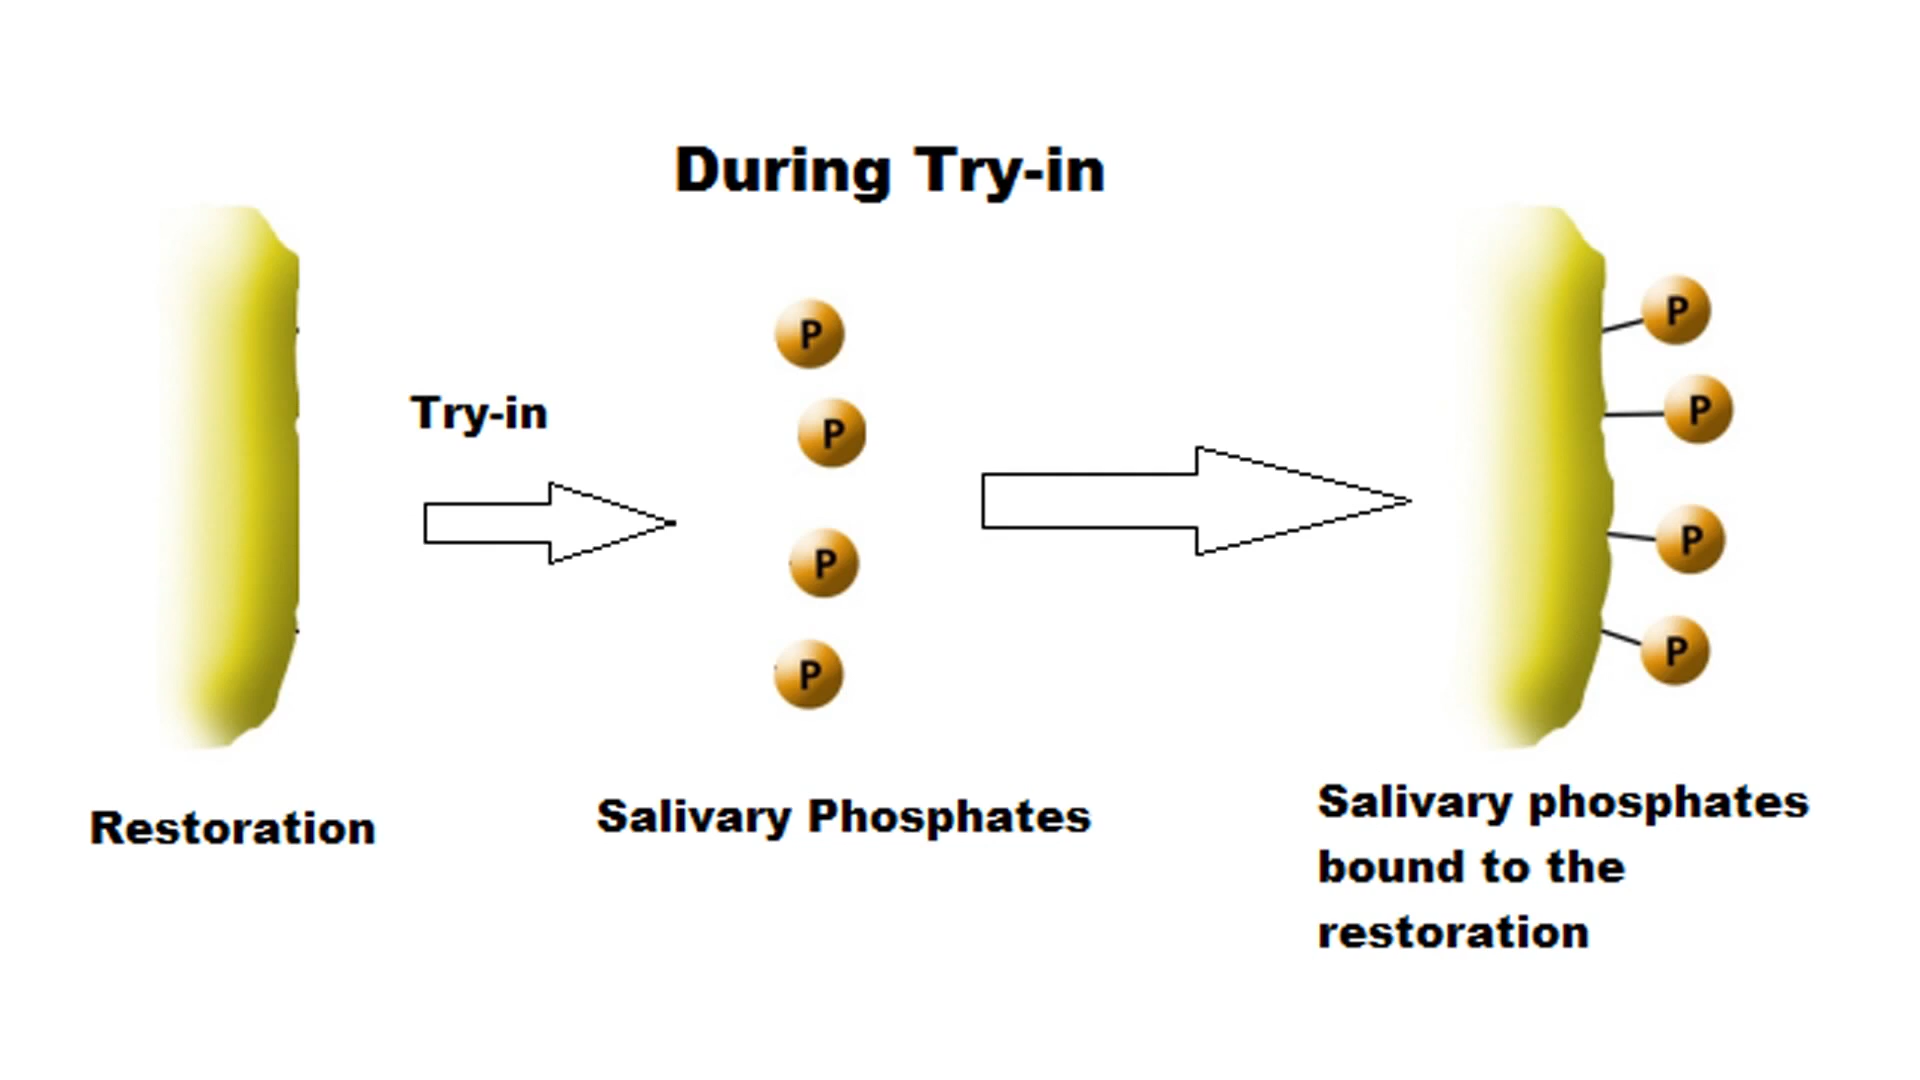 During Try-in
Try-in
P
P
P
P
P
P
P
P
Restoration
Salivary Phosphates
Salivary phosphates
bound to the
restoration